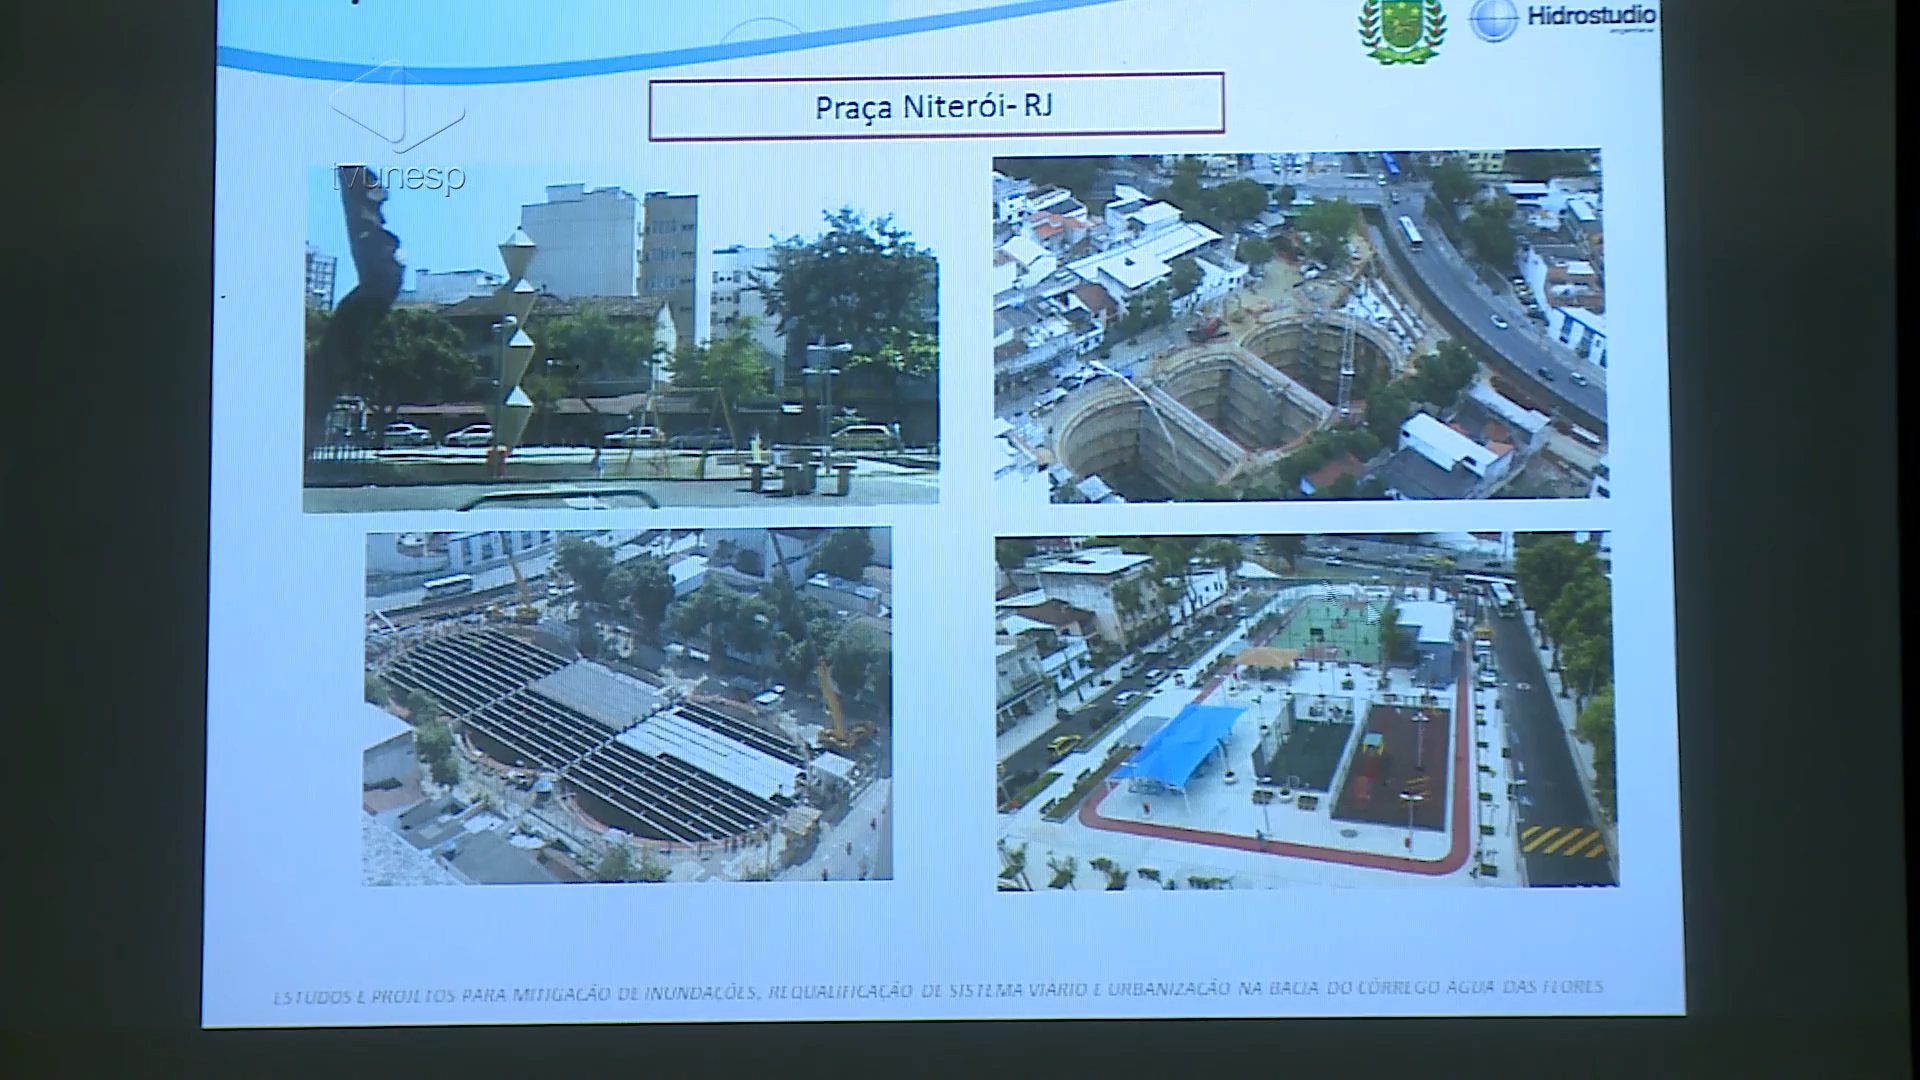 Hidrostudio
engenharia
Praça Niterói- RJ
tvunesp
ESTUDOS E PROJETOS PARA MITIGAÇÃO DE INUNDAÇÕES, REQUALIFICAÇÃO DE SISTEMA VIÁRIO E URBANIZAÇÃO NA BACIA DO CÓRREGO ÁGUA DAS FLORES